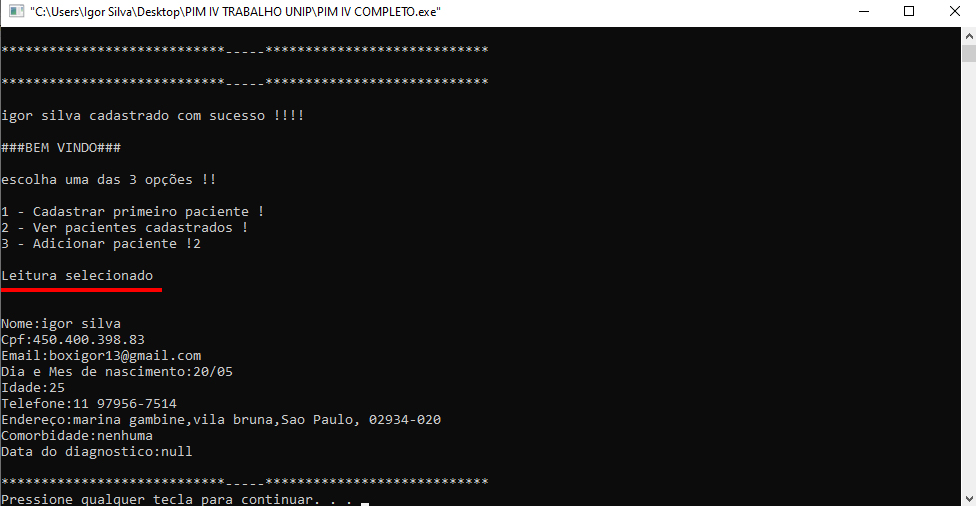 "C:\Users\Igor Silva\Desktop\PIM IV TRABALHO UNIP\PIM IV COMPLETO.exe"
****************************-----****************************
****************************-----****************************
igor silva cadastrado com sucesso !!!!
###BEM VINDO###
escolha uma das 3 opções !!
1 - Cadastrar primeiro paciente !
2 - Ver pacientes cadastrados !
3 - Adicionar paciente !2
Leitura selecionado
Nome:igor silva
Cpf:450.400.398.83
Email:boxigor13@gmail.com
Dia e Mes de nascimento:20/05
Idade:25
Telefone:11 97956-7514
Endereço:marina gambine,vila bruna,Sao Paulo, 02934-020
Comorbidade:nenhuma
Data do diagnostico:null
****************************-----****************************
Pressione qualquer tecla para continuar. . .